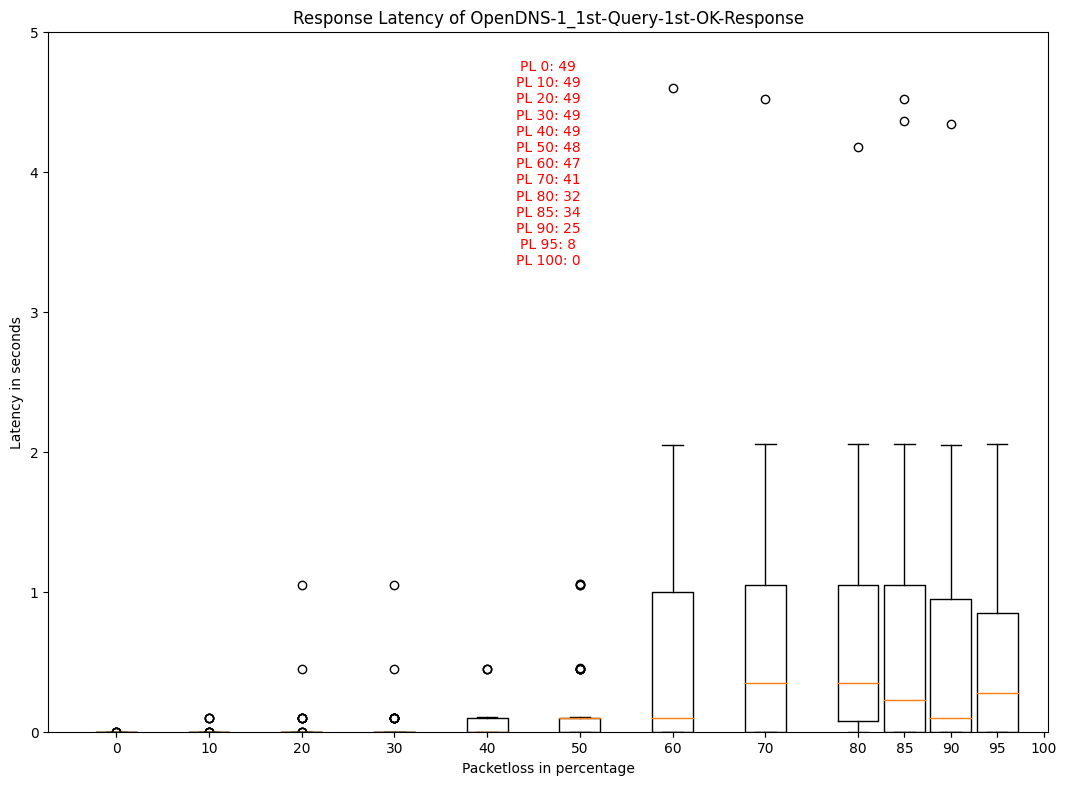 Response Latency of OpenDNS-1_1st-Query-1st-OK-Response
5
4
3
2
1
0
Latency in seconds
PL 0: 49
PL 10: 49
PL 20: 49
PL 30: 49
PL 40: 49
PL 50: 48
PL 60: 47
PL 70: 41
PL 80: 32
PL 85: 34
PL 90: 25
PL 95: 8
PL 100: 0
0 10 20 30 40 50 60 70 80 85 90 95 100
Packetloss in percentage